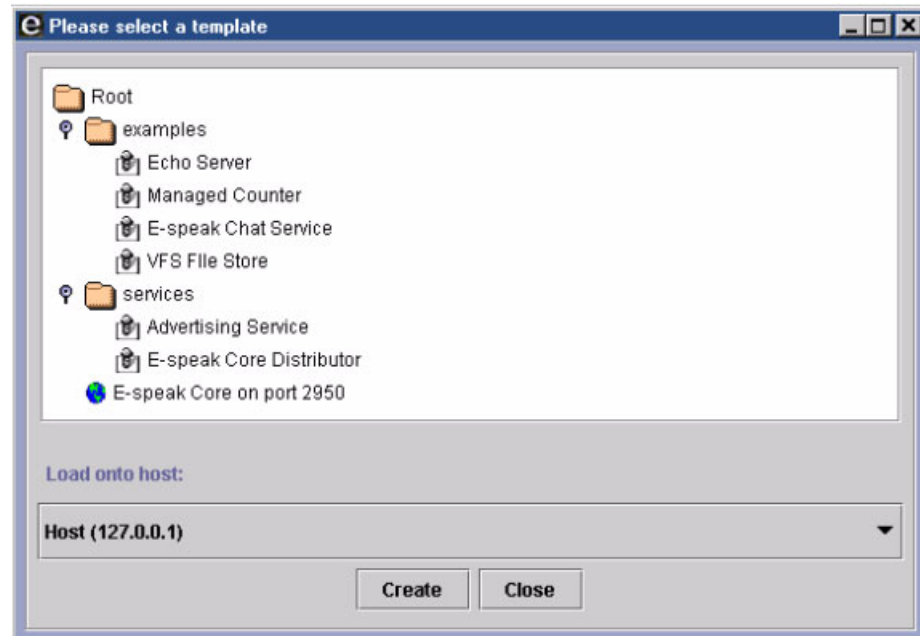 e Please select a template
Root
examples
Echo Server
Managed Counter
E-speak Chat Service
VFS FIle Store
services
Advertising Service
E-speak Core Distributor
E-speak Core on port 2950
Load onto host:
Host (127.0.0.1)
Create Close